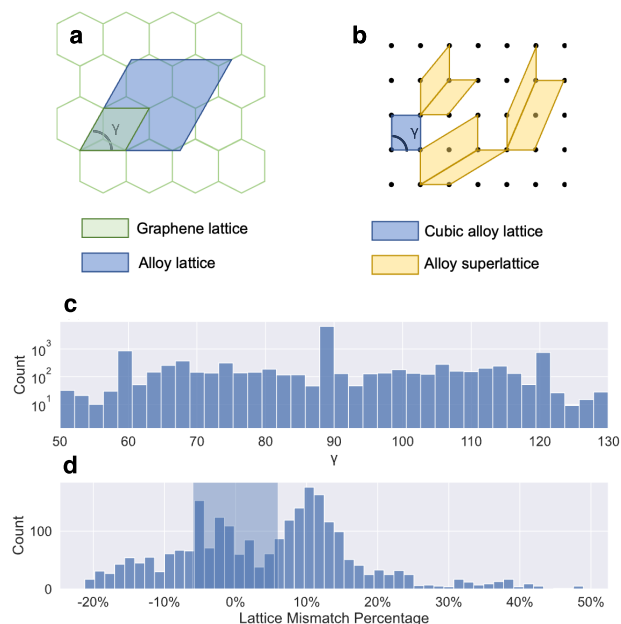 a
b
γ
γ
Graphene lattice
Alloy lattice
Cubic alloy lattice
Alloy superlattice
c
Count
10³
10²
10¹
50 60 70 80 90 100 110 120 130
γ
d
Count
100
0
-20% -10% 0% 10% 20% 30% 40% 50%
Lattice Mismatch Percentage